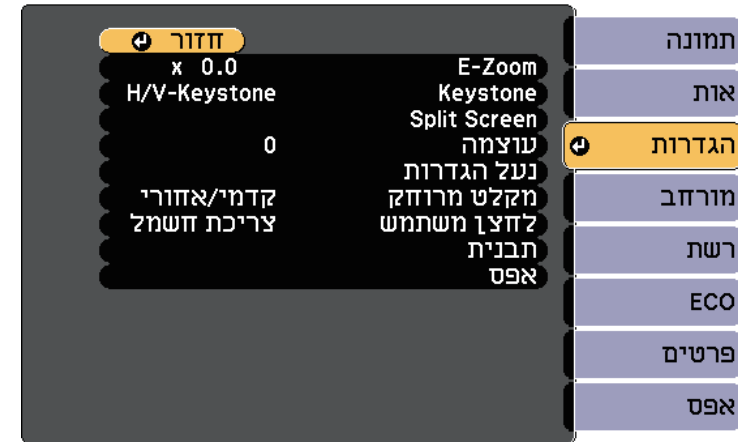 תמונה
אות
הגדרות
מורחב
רשת
ECO
פרטים
אפס
חזור
E-Zoom x 0.0
Keystone H/V-Keystone
Split Screen
עוצמה 0
נעל הגדרות
מקלט מרוחק קדמי/אחורי
לחצן משתמש צריכת חשמל
תבנית
אפס